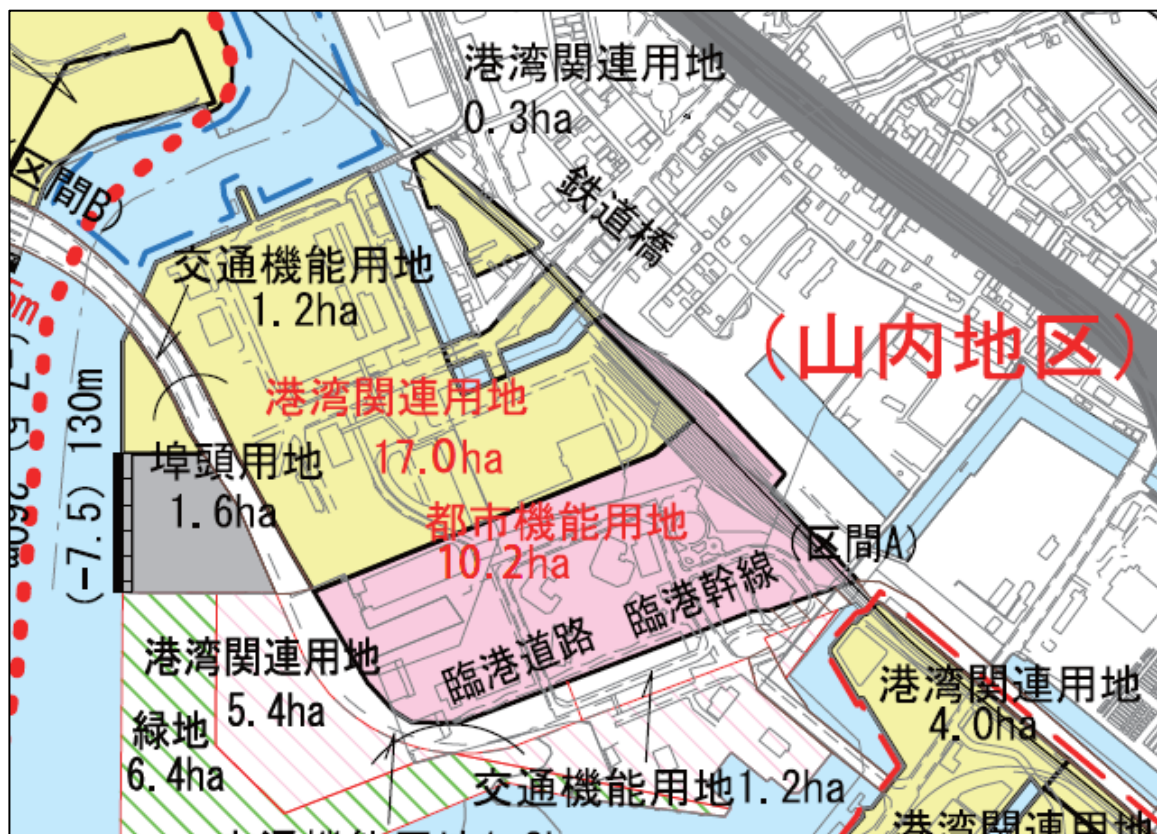 港湾関連用地
0.3ha
鉄道橋
区間B)
交通機能用地
1.2ha
(山内地区)
港湾関連用地
17.0ha
(-7.5) 130m
(-7.5) 260m
埠頭用地
1.6ha
都市機能用地
10.2ha
(区間A)
臨港道路 臨港幹線
港湾関連用地
5.4ha
港湾関連用地
4.0ha
緑地
6.4ha
交通機能用地1.2ha
港湾関連用地